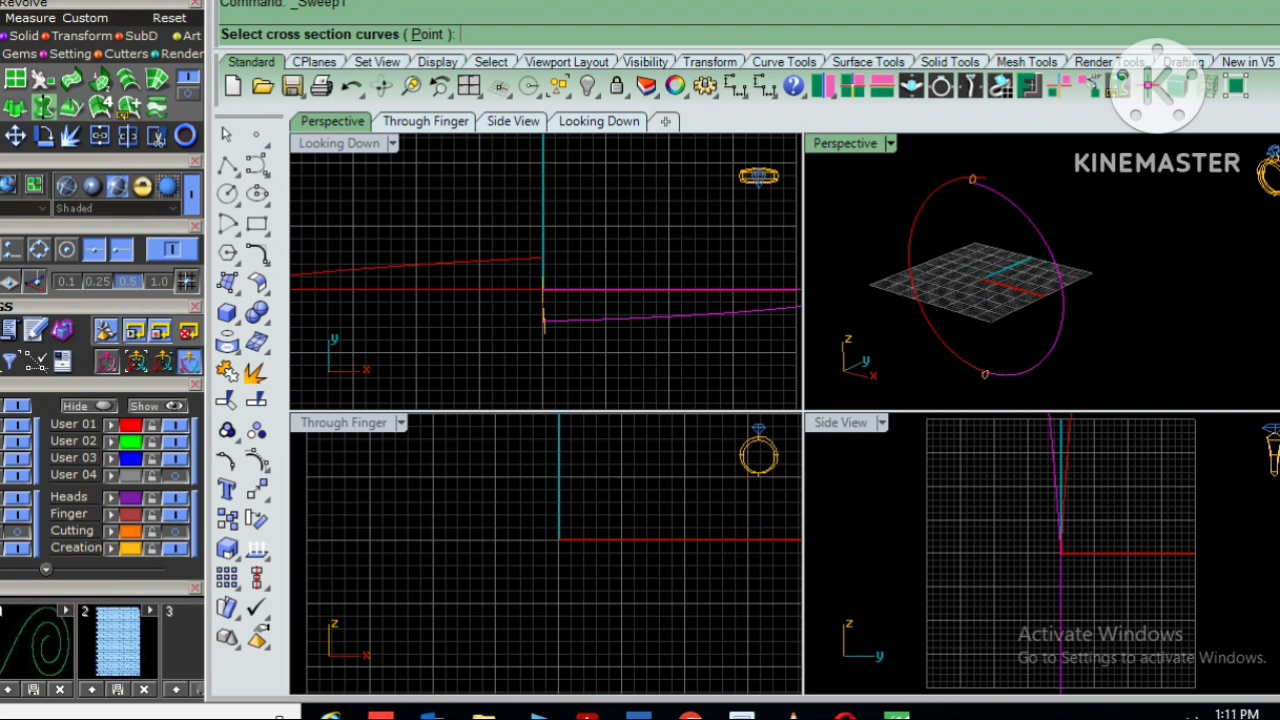 Command: _Sweep1
Revolve
Measure Custom Reset
Select cross section curves ( Point ):
Solid Transform SubD Art
Gems Setting Cutters Render
Standard CPlanes Set View Display Select Viewport Layout Visibility Transform Curve Tools Surface Tools Solid Tools Mesh Tools Render Tools Drafting New in V5
4
K
KINEMASTER
Perspective Through Finger Side View Looking Down
Looking Down
Perspective
Shaded
0.1 0.25 0.5 1.0
GS
y
x
z
y
x
Hide Show
User 01
User 02
User 03
User 04
Heads
Finger
Cutting
Creation
Through Finger
Side View
z
x
z
y
2 3
Activate Windows
Go to Settings to activate Windows.
1:11 PM